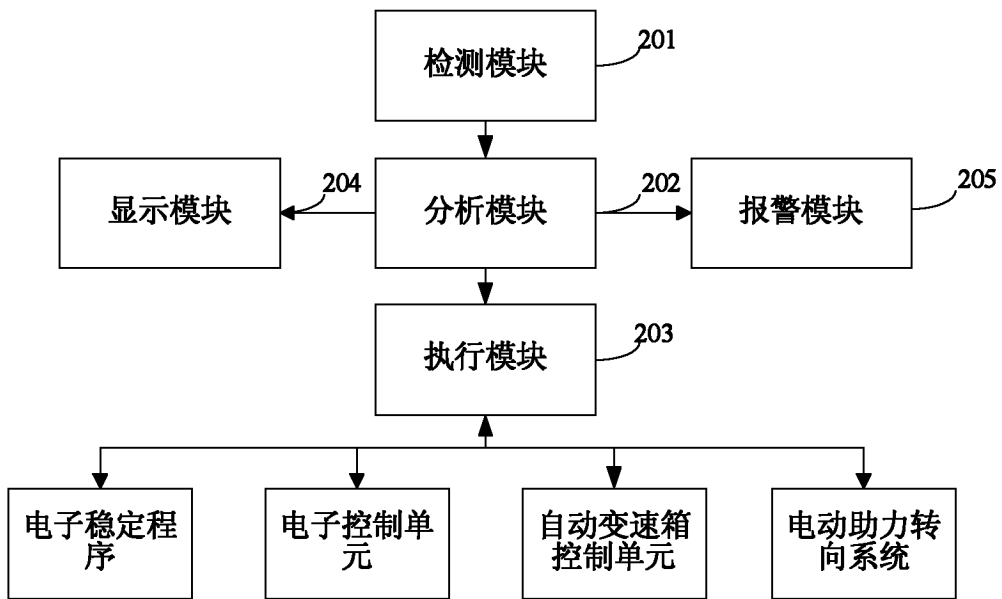 检测模块
201
显示模块
204
分析模块
202
报警模块
205
执行模块
203
电子稳定程
序
电子控制单
元
自动变速箱
控制单元
电动助力转
向系统